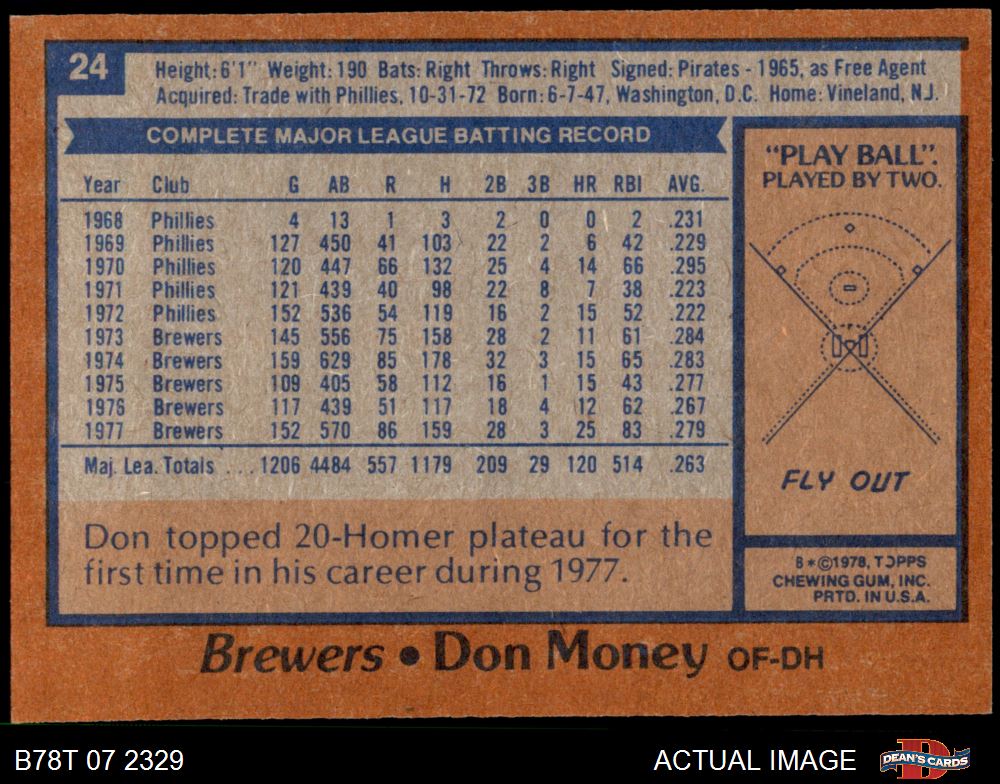 24
Height: 6'1" Weight: 190 Bats: Right Throws: Right Signed: Pirates - 1965, as Free Agent
Acquired: Trade with Phillies, 10-31-72 Born: 6-7-47, Washington, D.C. Home: Vineland, N.J.
COMPLETE MAJOR LEAGUE BATTING RECORD
Year Club G AB R H 2B 3B HR RBI AVG.
1968 Phillies 4 13 1 3 2 0 0 2 .231
1969 Phillies 127 450 41 103 22 2 6 42 .229
1970 Phillies 120 447 66 132 25 4 14 66 .295
1971 Phillies 121 439 40 98 22 8 7 38 .223
1972 Phillies 152 536 54 119 16 2 15 52 .222
1973 Brewers 145 556 75 158 28 2 11 61 .284
1974 Brewers 159 629 85 178 32 3 15 65 .283
1975 Brewers 109 405 58 112 16 1 15 43 .277
1976 Brewers 117 439 51 117 18 4 12 62 .267
1977 Brewers 152 570 86 159 28 3 25 83 .279
Maj. Lea. Totals .... 1206 4484 557 1179 209 29 120 514 .263
Don topped 20-Homer plateau for the
first time in his career during 1977.
"PLAY BALL".
PLAYED BY TWO.
FLY OUT
B*©1978, TOPPS
CHEWING GUM, INC.
PRTD. IN U.S.A.
Brewers • Don Money OF-DH
B78T 07 2329
ACTUAL IMAGE
D
DEAN'S CARDS